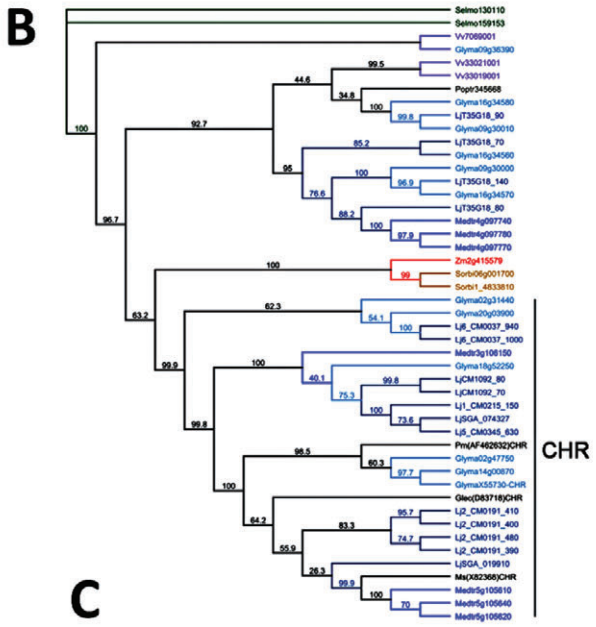 B
Selmo130110
Selmo159153
Vv7069001
Glyma09g36390
100
99.5
Vv33021001
Vv33019001
44.6
34.8
Poptr345668
Glyma16g34580
100
99.8
LjT35G18_90
Glyma09g30010
92.7
85.2
LjT35G18_70
Glyma16g34560
95
Glyma09g30000
100
LjT35G18_140
96.9
Glyma16g34570
76.6
LjT35G18_80
88.2
Medtr4g097740
100
Medtr4g097780
97.9
Medtr4g097770
96.7
Zm2g415579
100
Sorbi06g001700
99
Sorbi1_4833810
63.2
Glyma02g31440
62.3
Glyma20g03900
54.1
Lj6_CM0037_940
100
Lj6_CM0037_1000
99.9
Medtr3g108150
100
Glyma18g52250
40.1
LjCM1092_80
99.8
LjCM1092_70
75.3
Lj1_CM0215_150
100
LjSGA_074327
73.6
Lj5_CM0345_630
99.8
Pm(AF462632)CHR
98.5
Glyma02g47750
60.3
Glyma14g00870
97.7
GlymaX55730-CHR
CHR
100
Glec(D83718)CHR
64.2
Lj2_CM0191_410
95.7
Lj2_CM0191_400
83.3
Lj2_CM0191_480
74.7
Lj2_CM0191_390
55.9
LjSGA_019910
26.3
Ms(X82368)CHR
99.9
Medtr5g105610
100
Medtr5g105640
70
Medtr5g105620
C